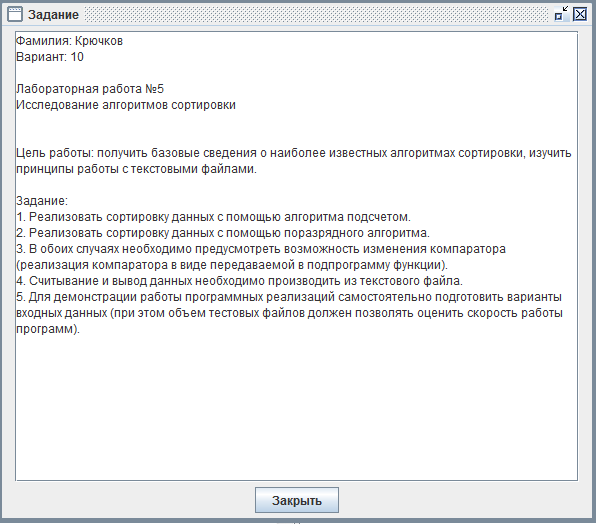 Задание
Фамилия: Крючков
Вариант: 10
Лабораторная работа №5
Исследование алгоритмов сортировки
Цель работы: получить базовые сведения о наиболее известных алгоритмах сортировки, изучить
принципы работы с текстовыми файлами.
Задание:
1. Реализовать сортировку данных с помощью алгоритма подсчетом.
2. Реализовать сортировку данных с помощью поразрядного алгоритма.
3. В обоих случаях необходимо предусмотреть возможность изменения компаратора
(реализация компаратора в виде передаваемой в подпрограмму функции).
4. Считывание и вывод данных необходимо производить из текстового файла.
5. Для демонстрации работы программных реализаций самостоятельно подготовить варианты
входных данных (при этом объем тестовых файлов должен позволять оценить скорость работы
программ).
Закрыть